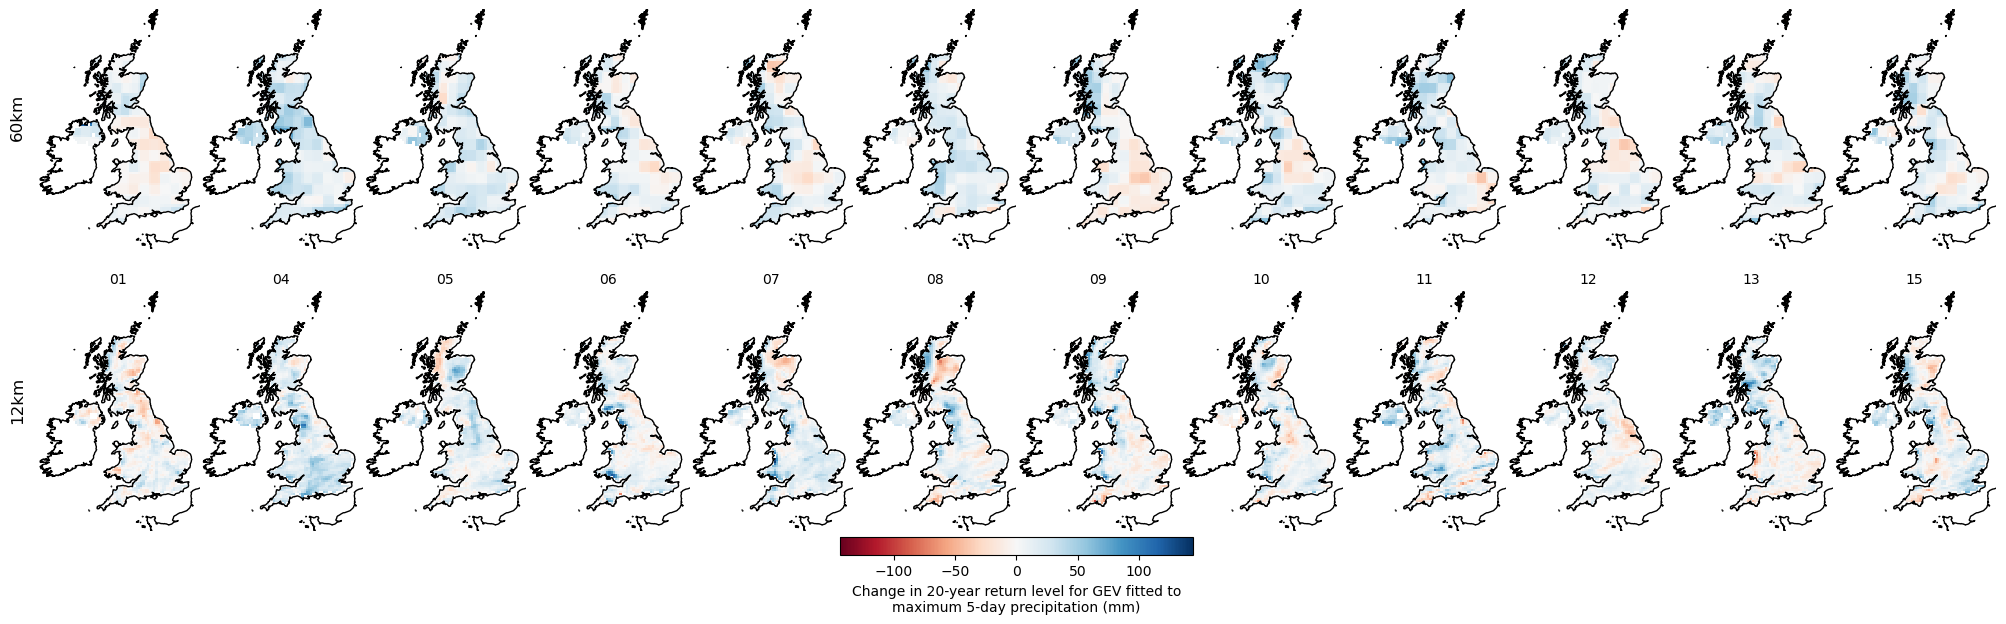 60km
01 04 05 06 07 08 09 10 11 12 13 15
12km
−100 −50 0 50 100
Change in 20-year return level for GEV fitted to
maximum 5-day precipitation (mm)